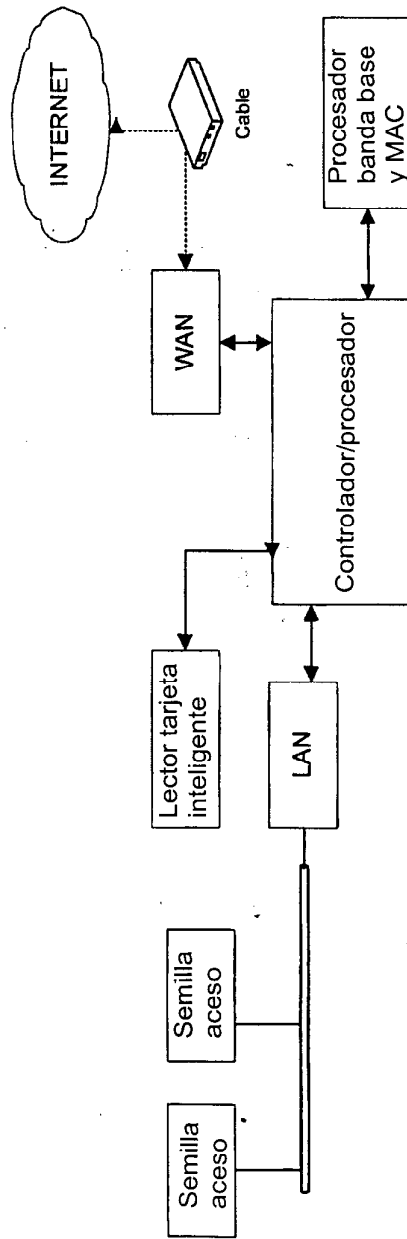 INTERNET
Cable
WAN
Procesador
banda base
y MAC
Lector tarjeta
inteligente
Controlador/procesador
LAN
Semilla
aceso
Semilla
aceso